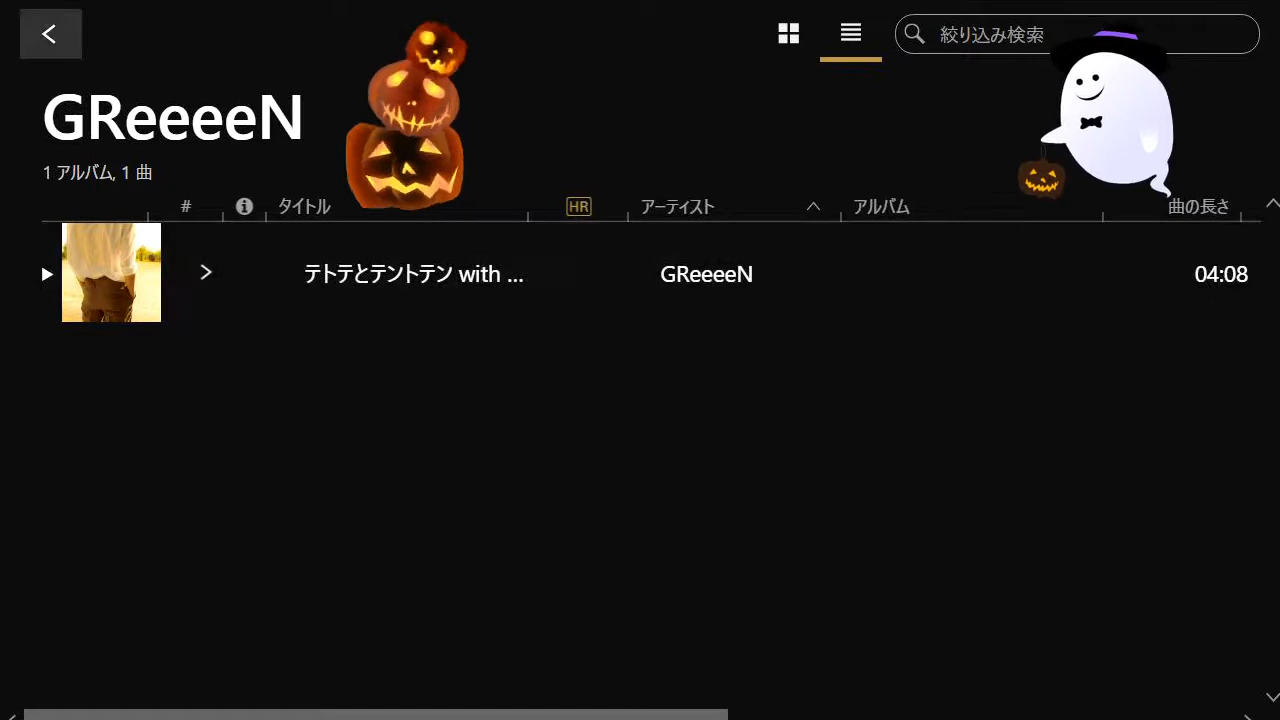 絞り込み検索
GReeeeN
1 アルバム, 1 曲
# タイトル HR アーティスト アルバム 曲の長さ
テトテとテントテン with ... GReeeeN 04:08